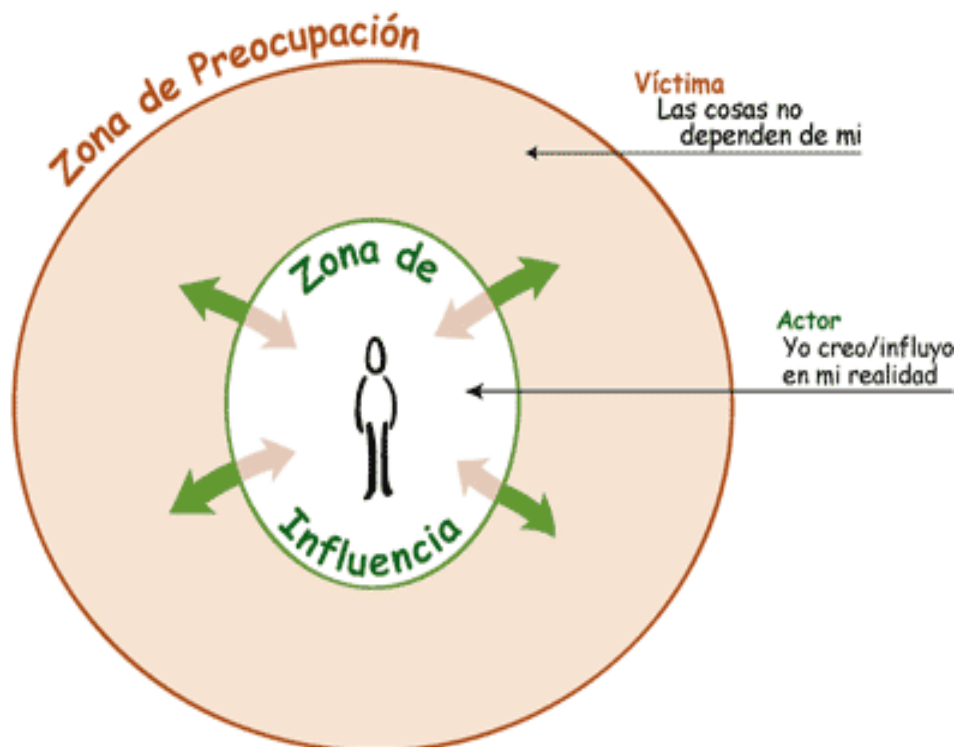 Zona de Preocupación
Víctima
Las cosas no
dependen de mi
Zona de
Actor
Yo creo/influyo
en mi realidad
Influencia